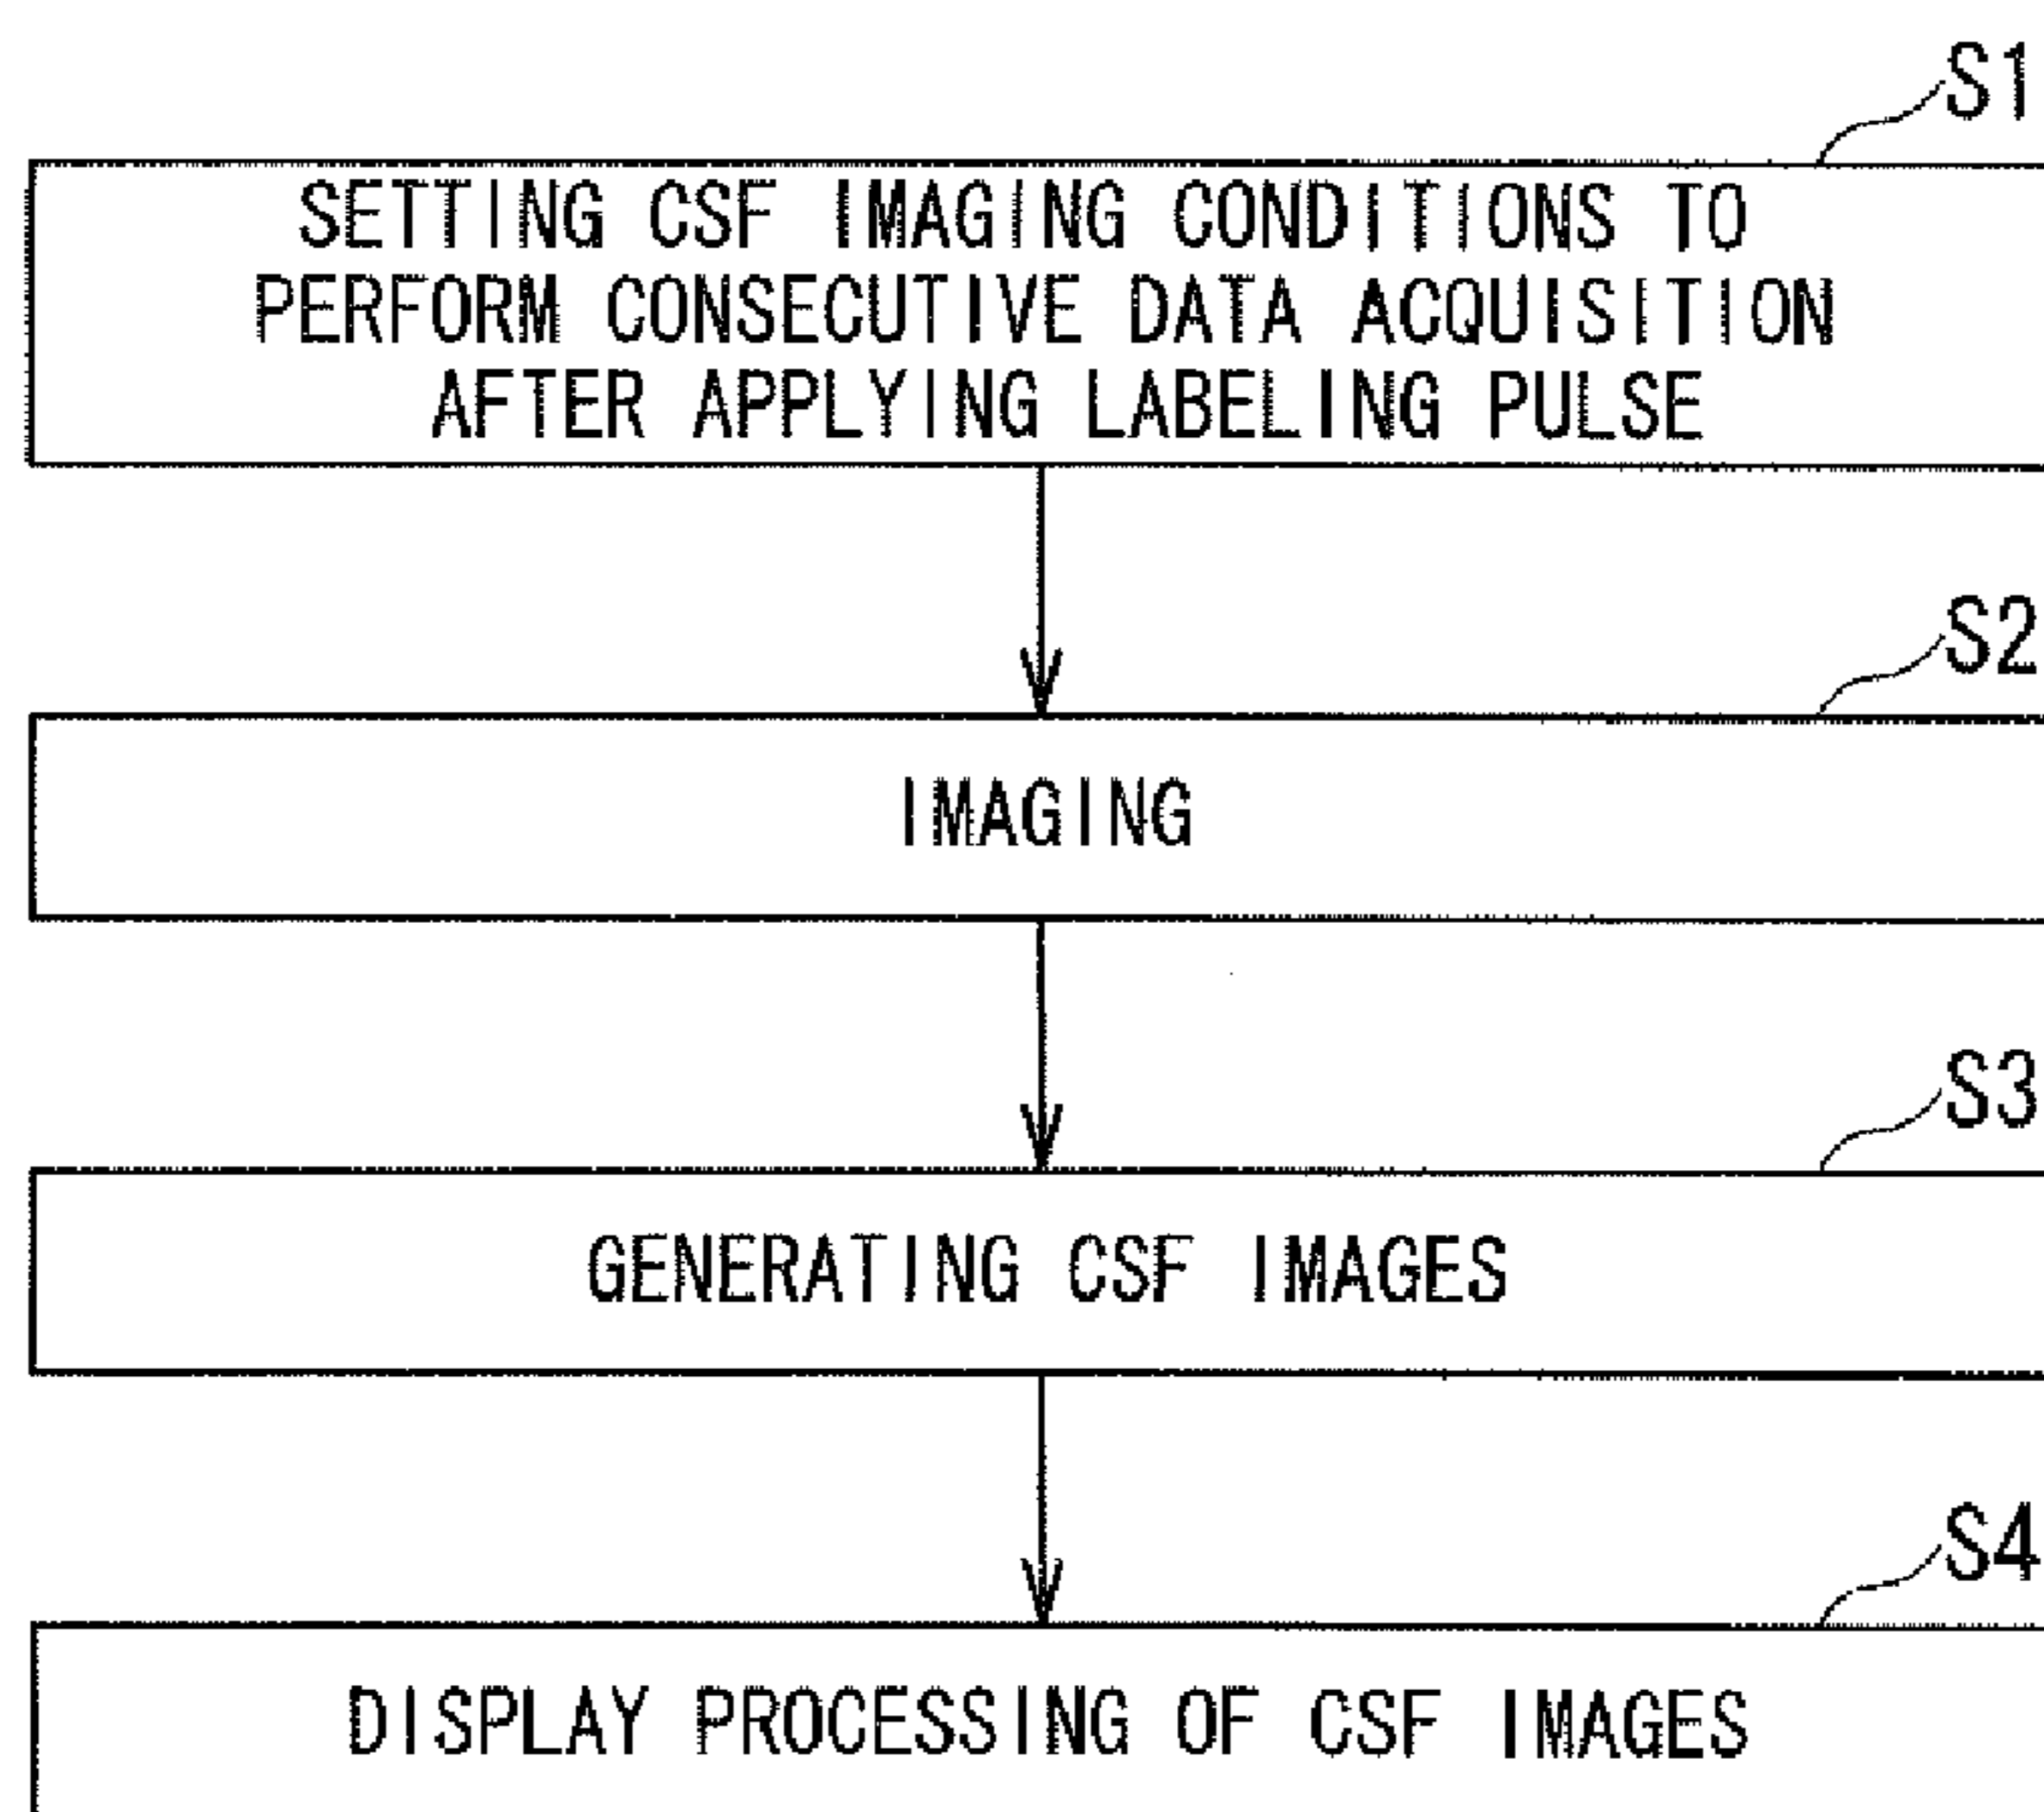 S1
SETTING CSF IMAGING CONDITIONS TO
PERFORM CONSECUTIVE DATA ACQUISITION
AFTER APPLYING LABELING PULSE
S2
IMAGING
S3
GENERATING CSF IMAGES
S4
DISPLAY PROCESSING OF CSF IMAGES